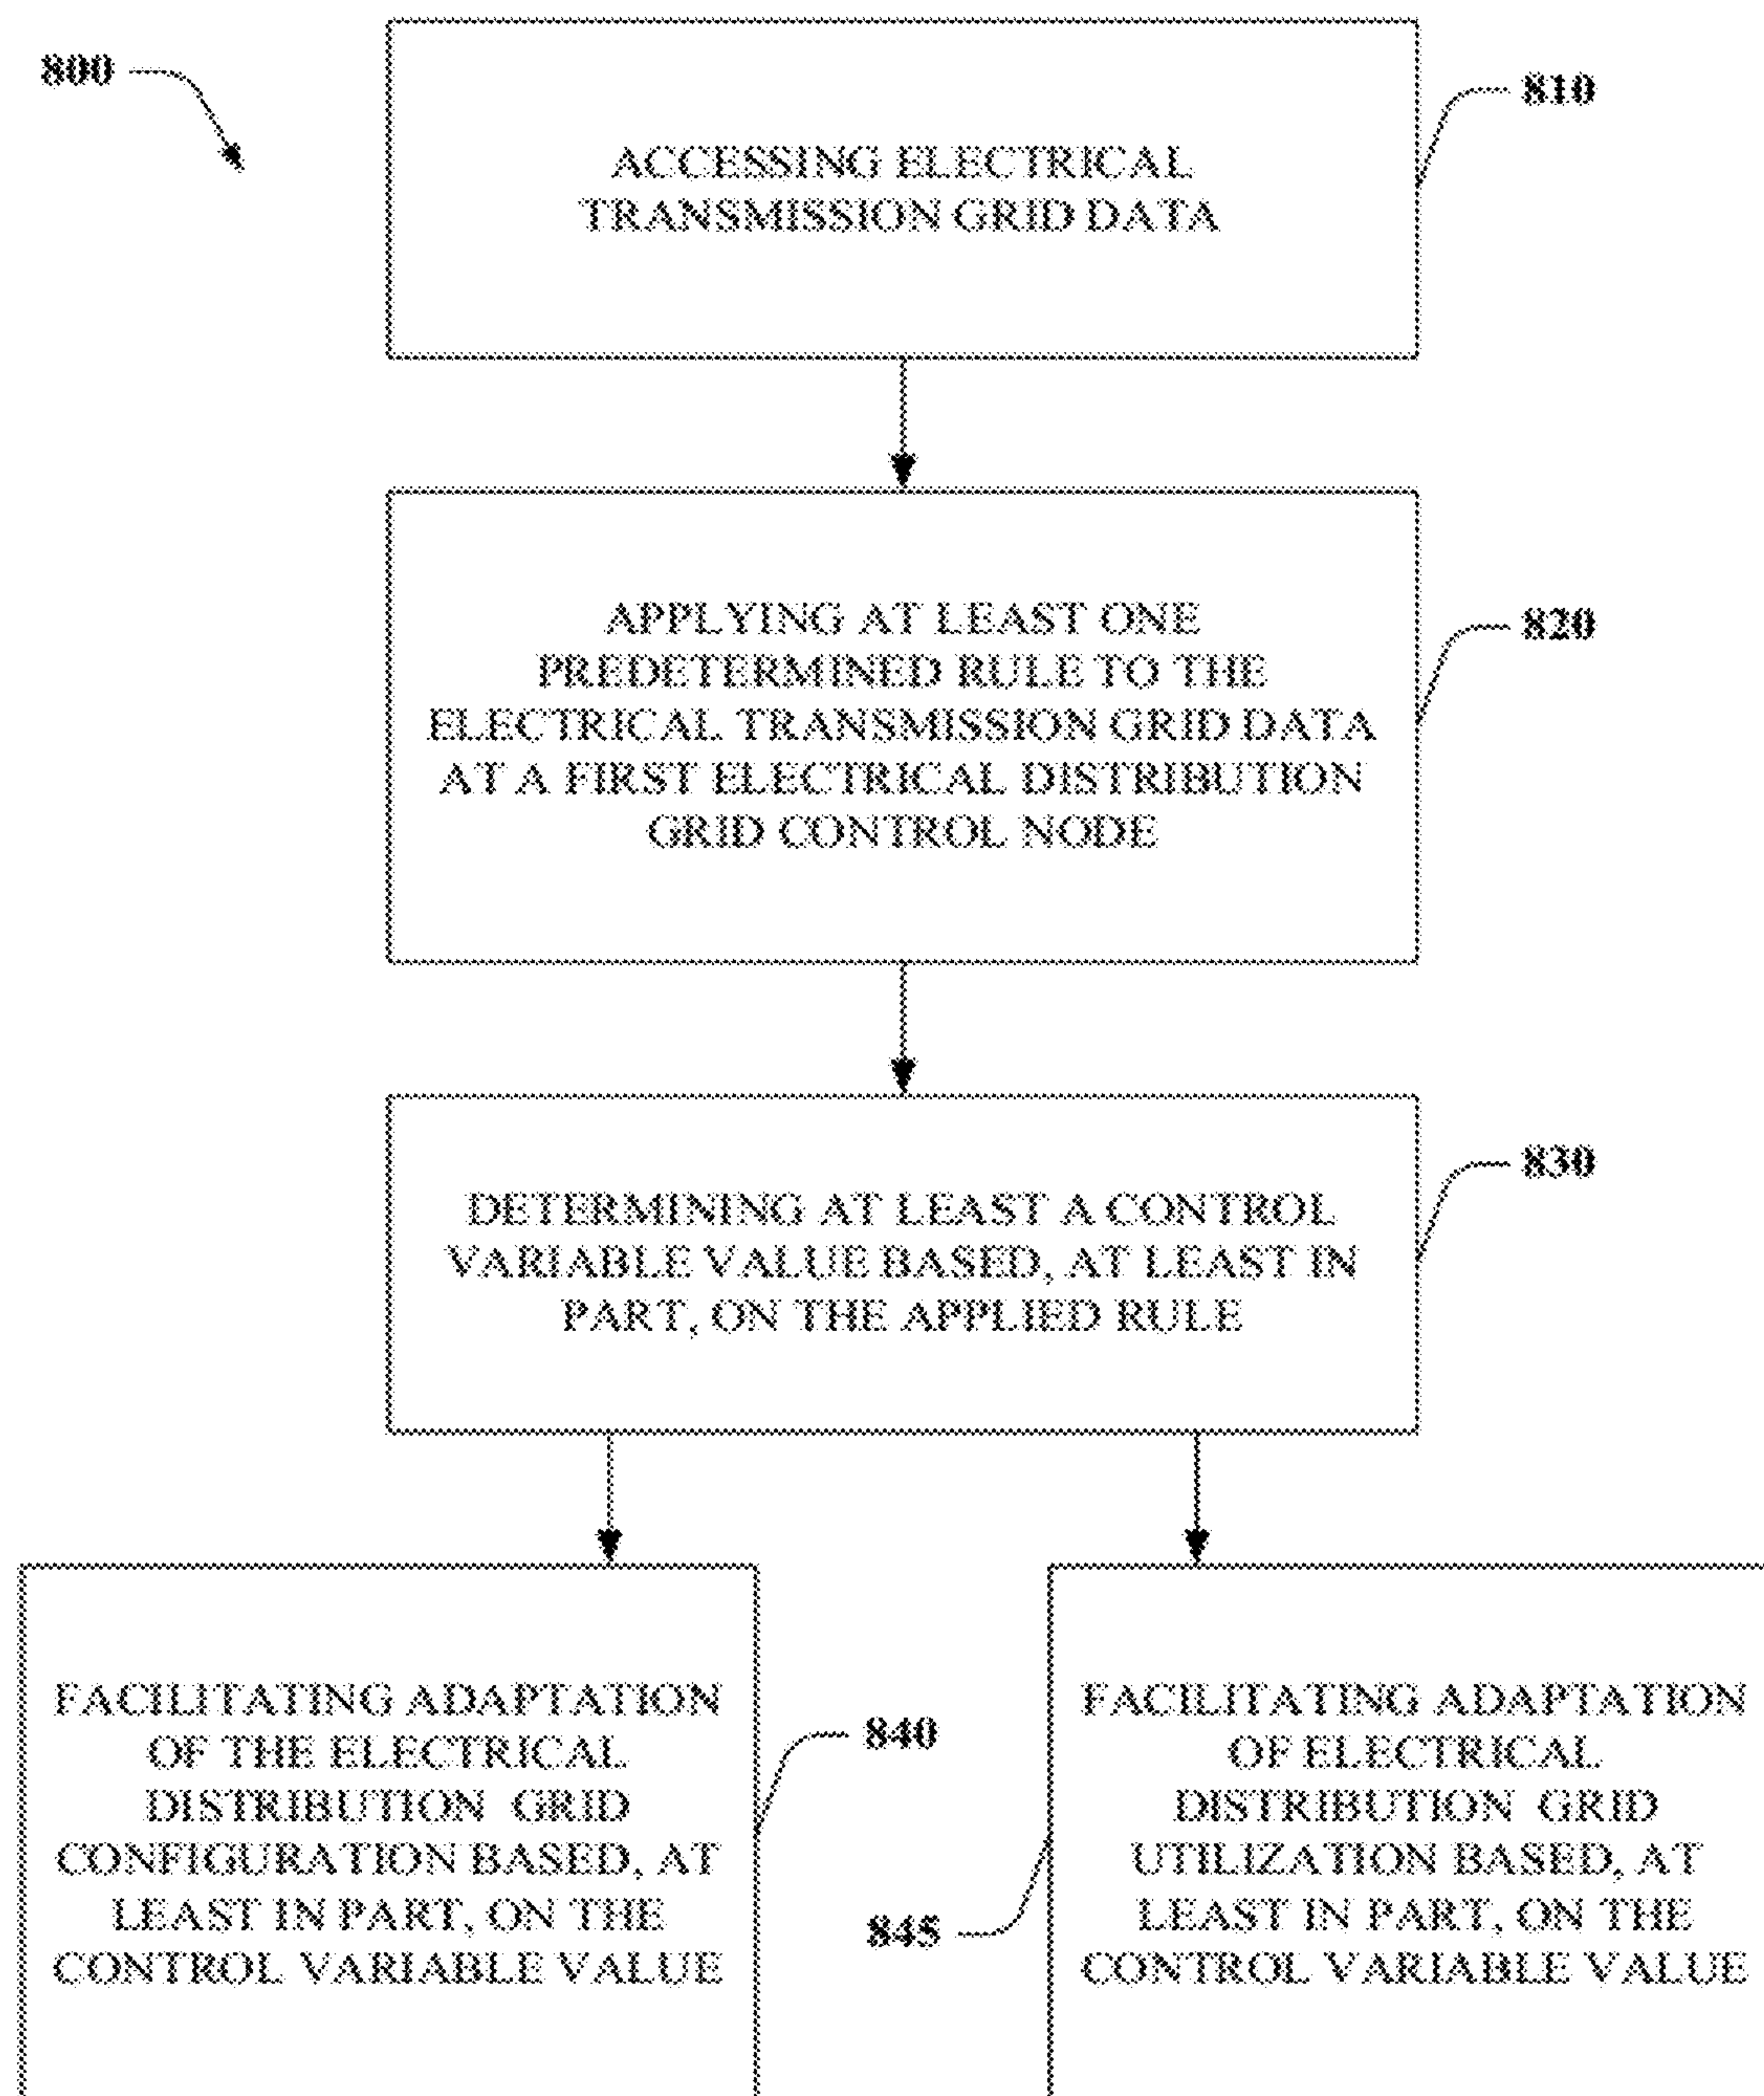 800
810
ACCESSING ELECTRICAL
TRANSMISSION GRID DATA
820
APPLYING AT LEAST ONE
PREDETERMINED RULE TO THE
ELECTRICAL TRANSMISSION GRID DATA
AT A FIRST ELECTRICAL DISTRIBUTION
GRID CONTROL NODE
830
DETERMINING AT LEAST A CONTROL
VARIABLE VALUE BASED, AT LEAST IN
PART, ON THE APPLIED RULE
FACILITATING ADAPTATION
OF THE ELECTRICAL
DISTRIBUTION GRID
CONFIGURATION BASED, AT
LEAST IN PART, ON THE
CONTROL VARIABLE VALUE
840
845
FACILITATING ADAPTATION
OF ELECTRICAL
DISTRIBUTION GRID
UTILIZATION BASED, AT
LEAST IN PART, ON THE
CONTROL VARIABLE VALUE